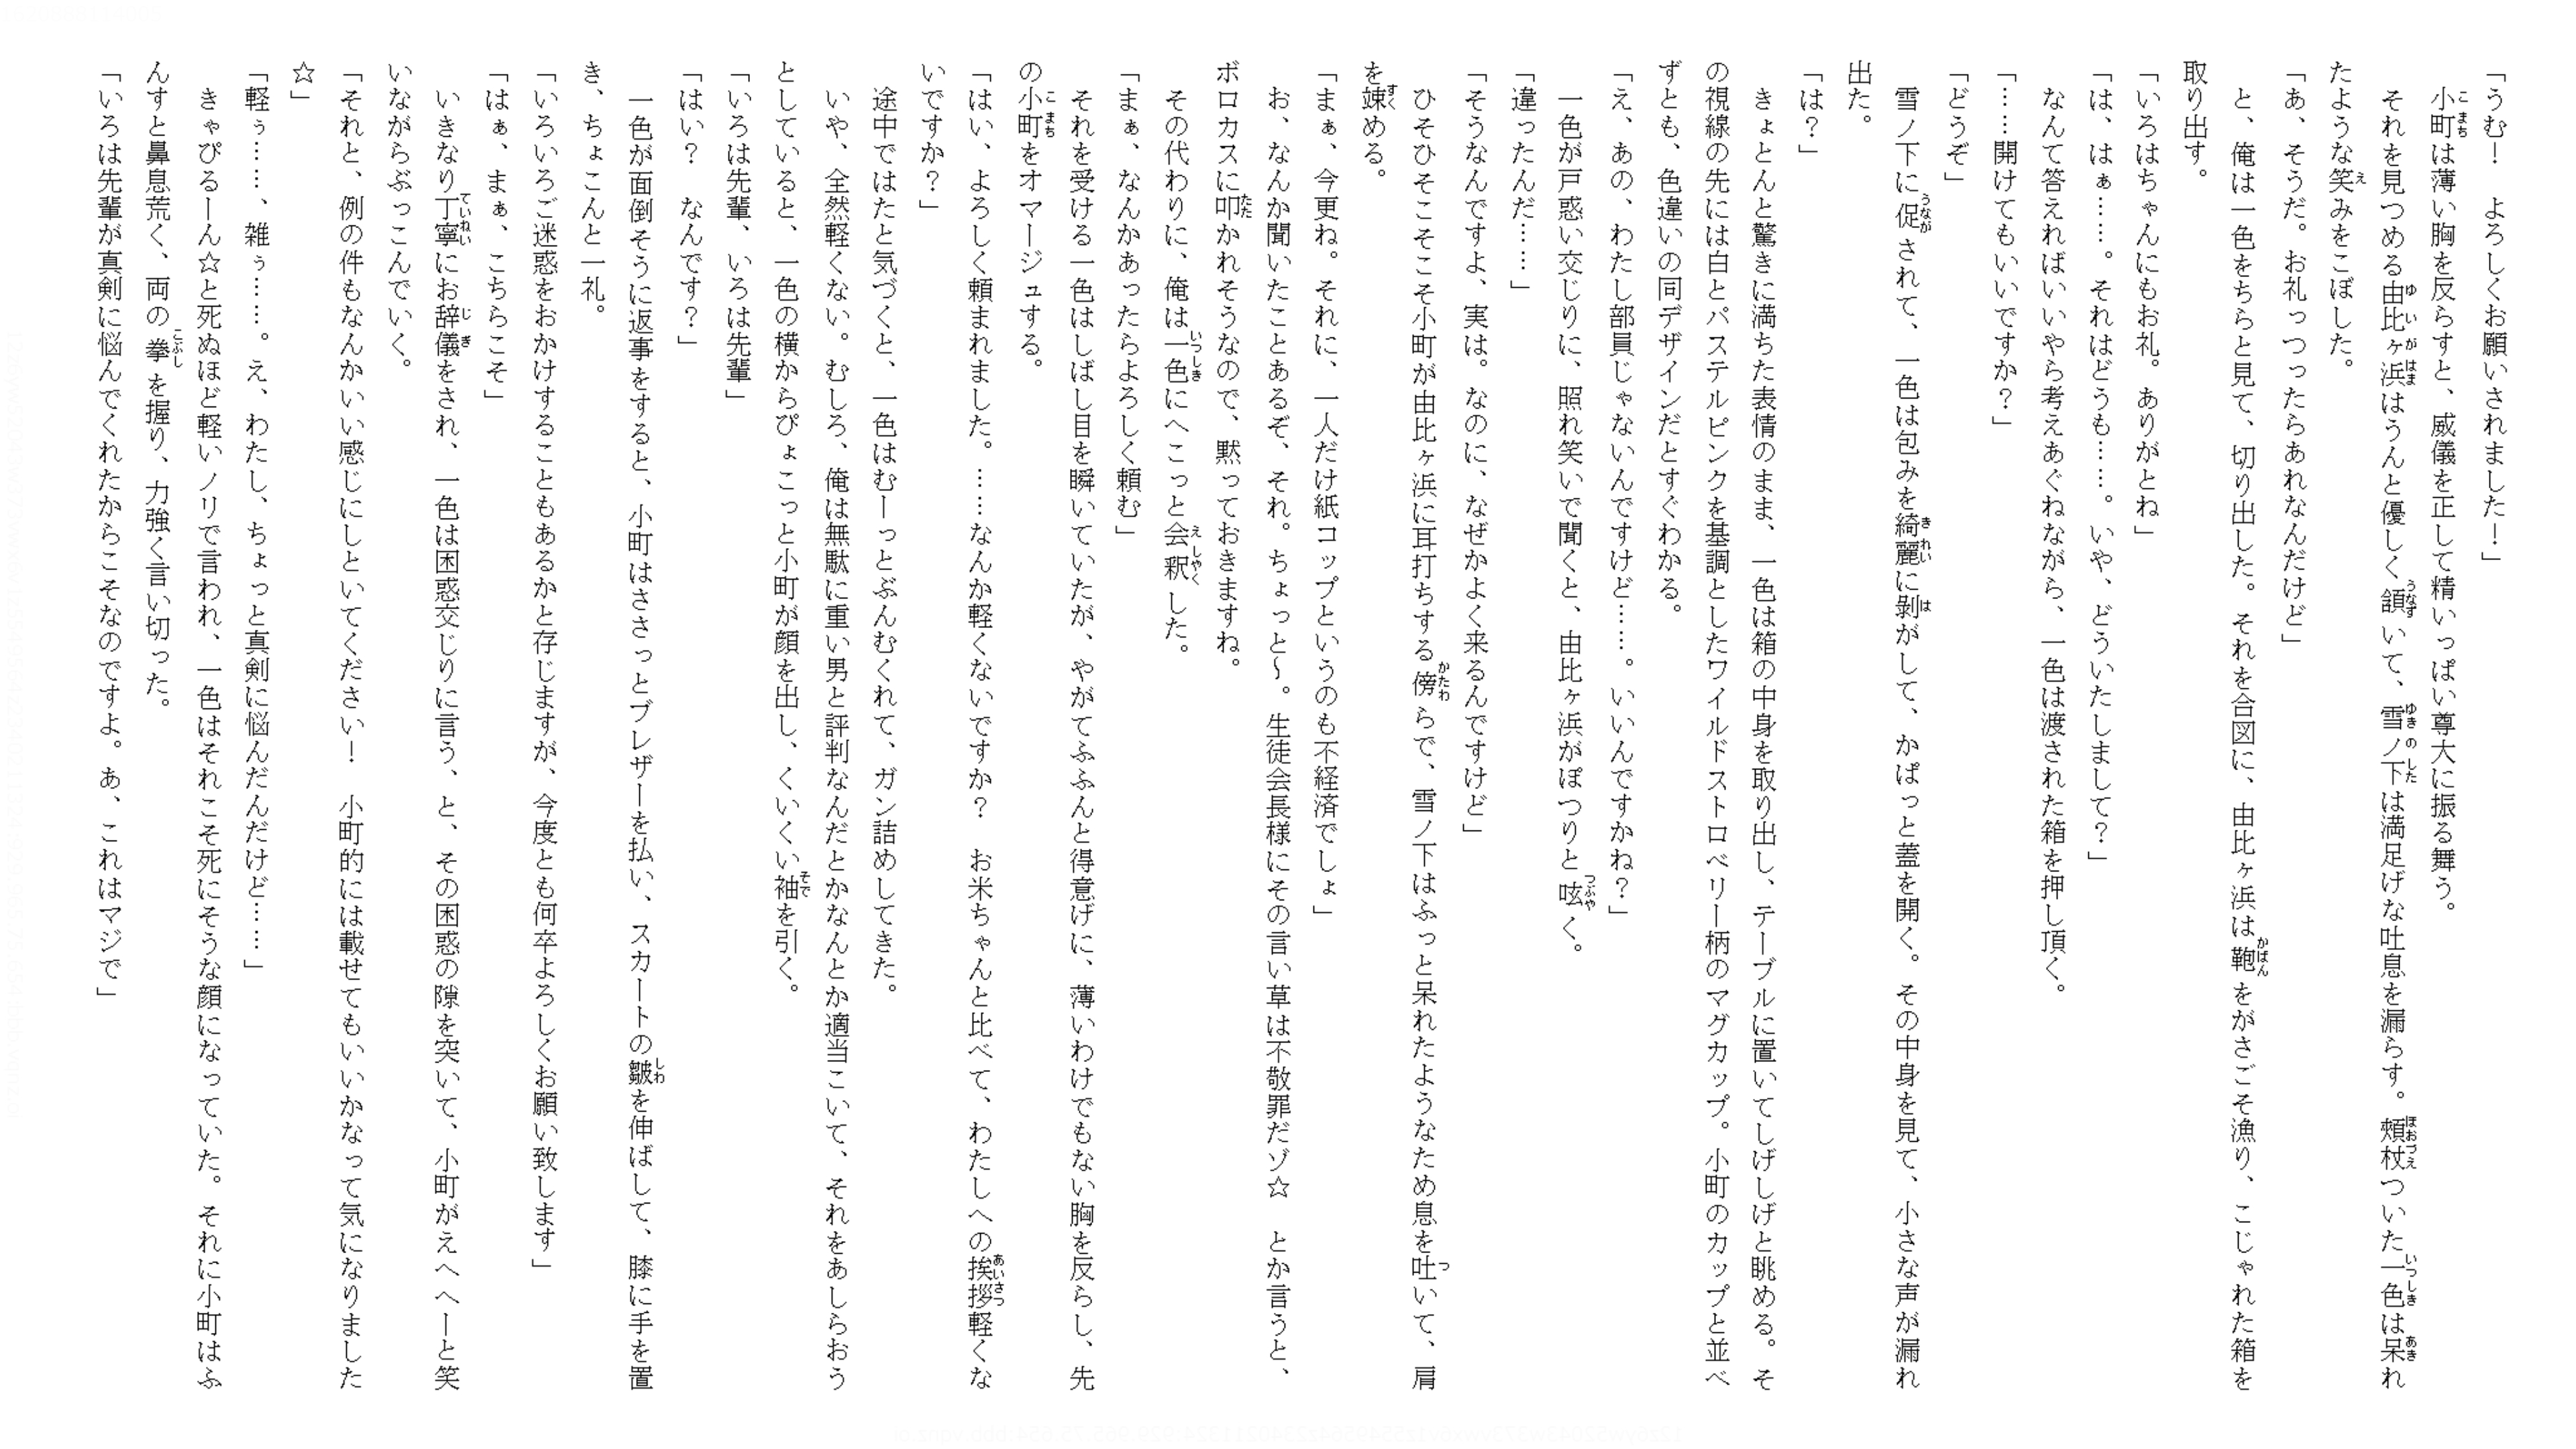 「うむ！　よろしくお願いされました！」
　小町は薄い胸を反らすと、威儀を正して精いっぱい尊大に振る舞う。
　それを見つめる由比ヶ浜はうんと優しく頷いて、雪ノ下は満足げな吐息を漏らす。頬杖ついた一色は呆れ
たような笑みをこぼした。
「あ、そうだ。お礼っつったらあれなんだけど」
　と、俺は一色をちらと見て、切り出した。それを合図に、由比ヶ浜は鞄をがさごそ漁り、こじゃれた箱を
取り出す。
「いろはちゃんにもお礼。ありがとね」
「は、はぁ……。それはどうも……。いや、どういたしまして？」
　なんて答えればいいやら考えあぐねながら、一色は渡された箱を押し頂く。
「……開けてもいいですか？」
「どうぞ」
　雪ノ下に促されて、一色は包みを綺麗に剝がして、かぱっと蓋を開く。その中身を見て、小さな声が漏れ
出た。
「は？」
　きょとんと驚きに満ちた表情のまま、一色は箱の中身を取り出し、テーブルに置いてしげしげと眺める。そ
の視線の先には白とパステルピンクを基調としたワイルドストロベリー柄のマグカップ。小町のカップと並べ
ずとも、色違いの同デザインだとすぐわかる。
「え、あの、わたし部員じゃないんですけど……。いいんですかね？」
　一色が戸惑い交じりに、照れ笑いで聞くと、由比ヶ浜がぽつりと呟く。
「違ったんだ……」
「そうなんですよ、実は。なのに、なぜかよく来るんですけど」
　ひそひそこそこそ小町が由比ヶ浜に耳打ちする傍らで、雪ノ下はふっと呆れたようなため息を吐いて、肩
を竦める。
「まぁ、今更ね。それに、一人だけ紙コップというのも不経済でしょ」
　お、なんか聞いたことあるぞ、それ。ちょっと～。生徒会長様にその言い草は不敬罪だゾ☆　とか言うと、
ボロカスに叩かれそうなので、黙っておきますね。
　その代わりに、俺は一色にへこっと会釈した。
「まぁ、なんかあったらよろしく頼む」
　それを受ける一色はしばし目を瞬いていたが、やがてふふんと得意げに、薄いわけでもない胸を反らし、先
の小町をオマージュする。
「はい、よろしく頼まれました。……なんか軽くないですか？　お米ちゃんと比べて、わたしへの挨拶軽くな
いですか？」
　途中ではたと気づくと、一色はむーっとぶんむくれて、ガン詰めしてきた。
　いや、全然軽くない。むしろ、俺は無駄に重い男と評判なんだとかなんとか適当こいて、それをあしらおう
としていると、一色の横からぴょこっと小町が顔を出し、くいくい袖を引く。
「いろは先輩、いろは先輩」
「はい？　なんです？」
　一色が面倒そうに返事をすると、小町はささっとブレザーを払い、スカートの皺を伸ばして、膝に手を置
き、ちょこんと一礼。
「いろいろご迷惑をおかけすることもあるかと存じますが、今度とも何卒よろしくお願い致します」
「はぁ、まぁ、こちらこそ」
　いきなり丁寧にお辞儀をされ、一色は困惑交じりに言う、と、その困惑の隙を突いて、小町がえへへーと笑
いながらぶっこんでいく。
「それと、例の件もなんかいい感じにしといてください！　小町的には載せてもいいかなって気になりました
☆」
「軽ぅ……、雑ぅ……。え、わたし、ちょっと真剣に悩んだんだけど……」
　きゃぴるーん☆と死ぬほど軽いノリで言われ、一色はそれこそ死にそうな顔になっていた。それに小町はふ
んすと鼻息荒く、両の拳を握り、力強く言い切った。
「いろは先輩が真剣に悩んでくれたからこそなのですよ。あ、これはマジで」